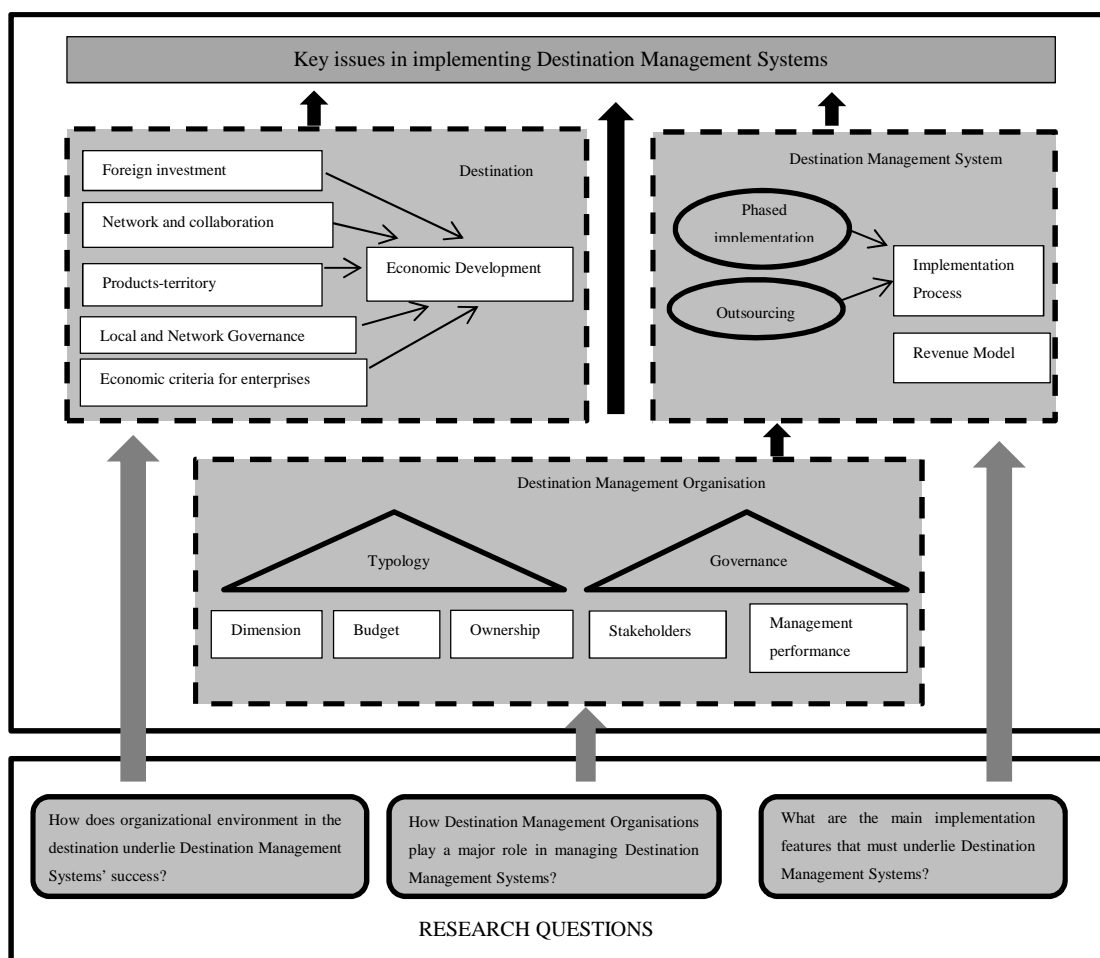 Key issues in implementing Destination Management Systems
Destination
Foreign investment
Network and collaboration
Products-territory
Local and Network Governance
Economic criteria for enterprises
Economic Development
Destination Management System
Phased
implementation
Outsourcing
Implementation
Process
Revenue Model
Destination Management Organisation
Typology
Governance
Dimension
Budget
Ownership
Stakeholders
Management
performance
How does organizational environment in the
destination underlie Destination Management
Systems’ success?
How Destination Management Organisations
play a major role in managing Destination
Management Systems?
What are the main implementation
features that must underlie Destination
Management Systems?
RESEARCH QUESTIONS